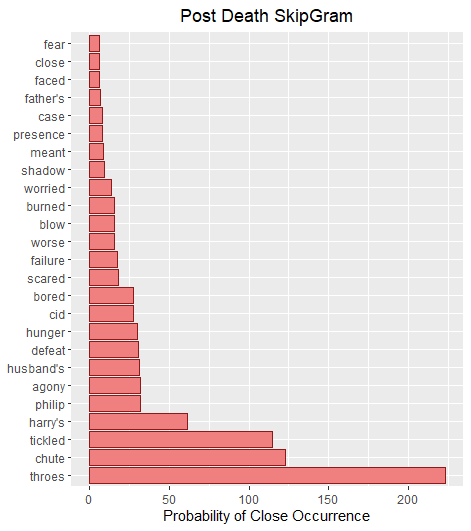 Post Death SkipGram
fear
close
faced
father's
case
presence
meant
shadow
worried
burned
blow
worse
failure
scared
bored
cid
hunger
defeat
husband's
agony
philip
harry's
tickled
chute
throes
0 50 100 150 200
Probability of Close Occurrence